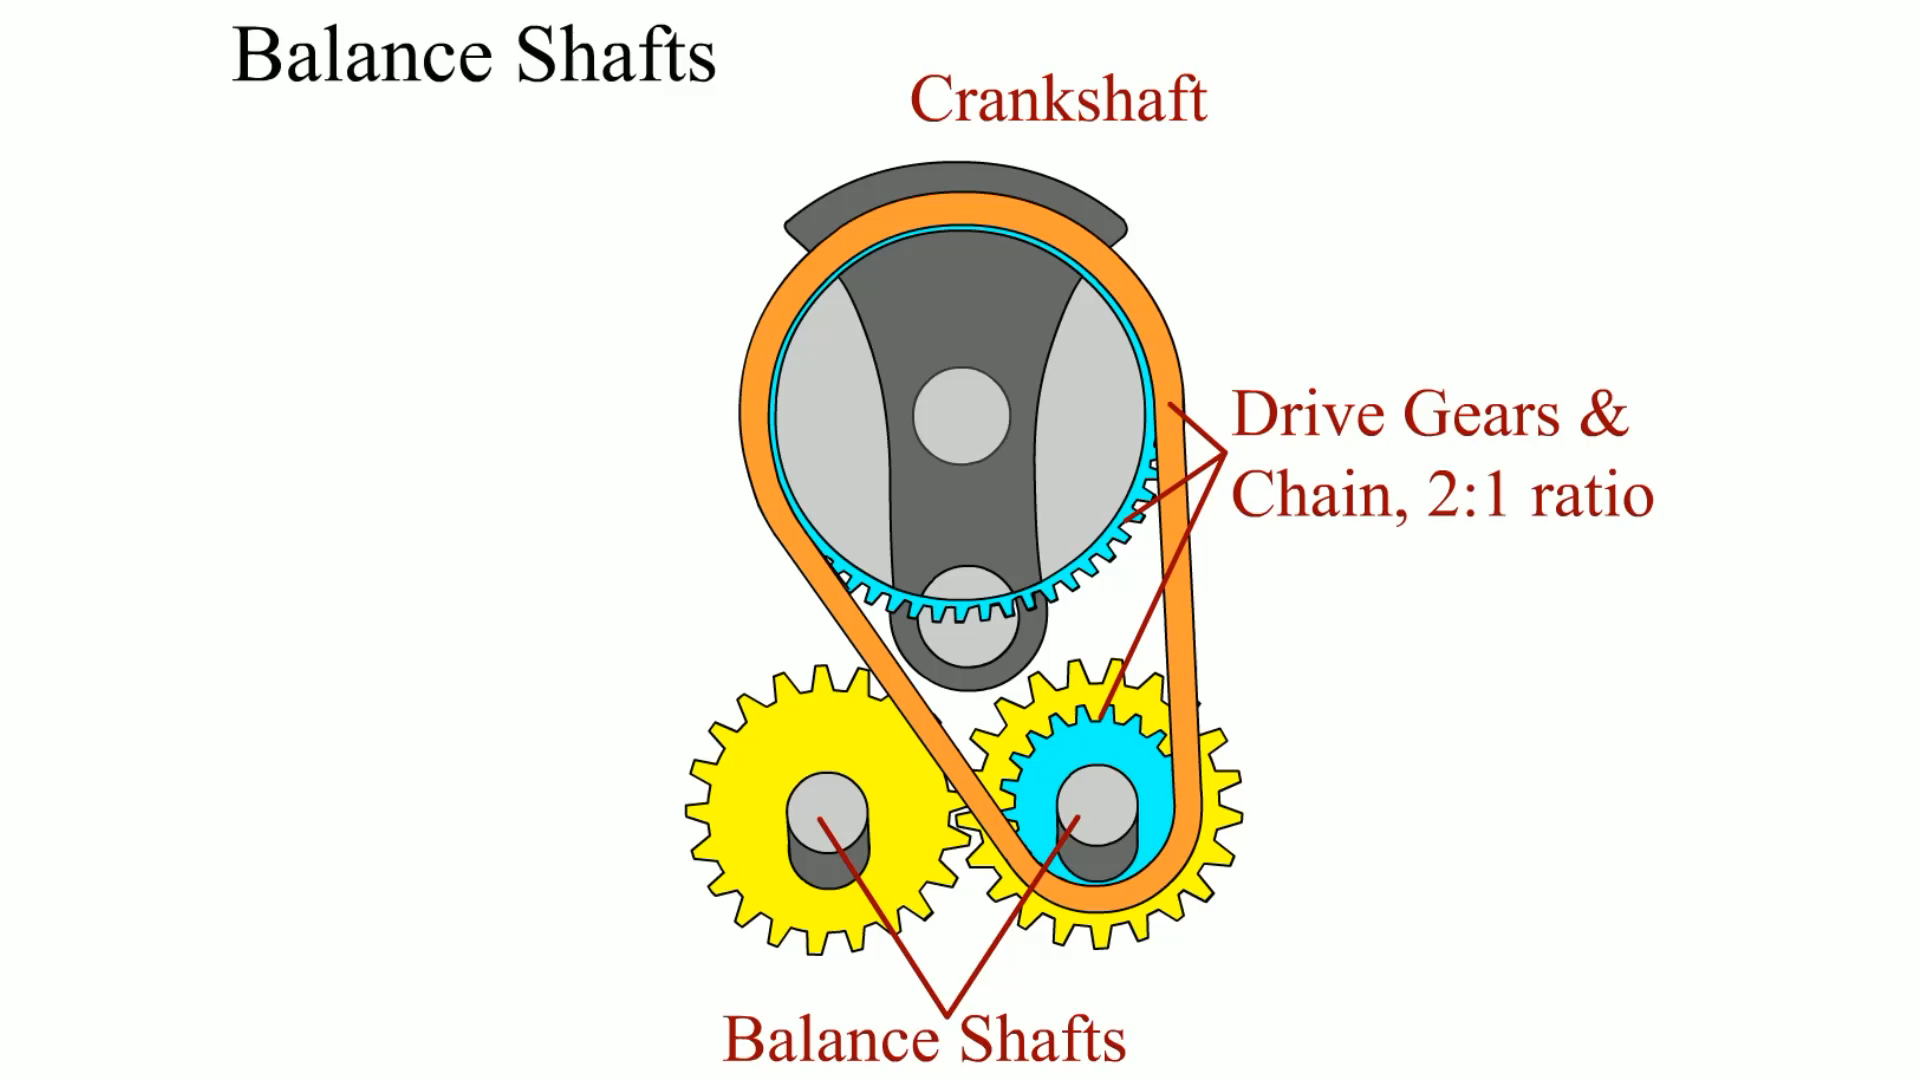 Balance Shafts
Crankshaft
Drive Gears &
Chain, 2:1 ratio
Balance Shafts